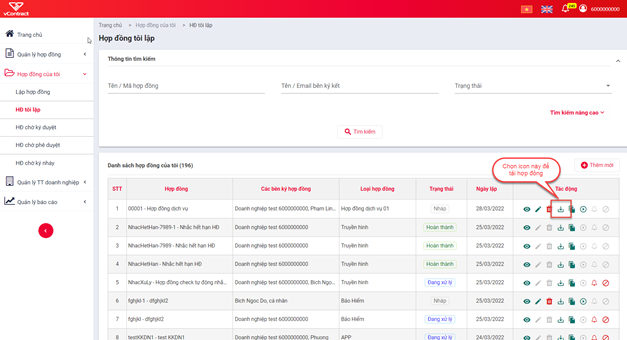 vContract
245
6000000000
Trang chủ > Hợp đồng của tôi > HĐ tôi lập
Hợp đồng tôi lập
Trang chủ
Quản lý hợp đồng
Hợp đồng của tôi
Lập hợp đồng
HĐ tôi lập
HĐ chờ ký duyệt
HĐ chờ phê duyệt
HĐ chờ ký nháy
Quản lý TT doanh nghiệp
Quản lý báo cáo
Thông tin tìm kiếm
Tên / Mã hợp đồng
Tên / Email bên ký kết
Trạng thái
Tìm kiếm nâng cao
Tìm kiếm
Danh sách hợp đồng của tôi (196)
Chọn icon này để
tải hợp đồng
Thêm mới
STT Hợp đồng Các bên ký hợp đồng Loại hợp đồng Trạng thái Ngày lập Tác động
1 00001 - Hợp đồng dịch vụ Doanh nghiệp test 6000000000, Phạm Lin... Hợp đồng dịch vụ 01 Nháp 28/03/2022
2 NhacHetHan-7989-1 - Nhắc hết hạn HĐ Doanh nghiệp test 6000000000 Truyền hình Hoàn thành 25/03/2022
3 NhacHetHan-7989 - Nhắc hết hạn HĐ Doanh nghiệp test 6000000000 Truyền hình Hoàn thành 25/03/2022
4 NhacHetHan - Nhắc hết hạn HĐ Doanh nghiệp test 6000000000 Truyền hình Hoàn thành 25/03/2022
5 NhacXuLy - Hợp đồng check tự động nhắ... Doanh nghiệp test 6000000000, Bich Ngo... Truyền hình Đang xử lý 25/03/2022
6 fghjkl-1 - dfghjkl2 Bich Ngoc Do, cá nhân Bảo Hiểm Nháp 25/03/2022
7 fghjkl - dfghjkl2 Doanh nghiệp test 6000000000 Bảo Hiểm Đang xử lý 25/03/2022
8 testKKDN1 - test KKDN1 Doanh nghiệp test 6000000000, Phuong APP Đang xử lý 24/03/2022